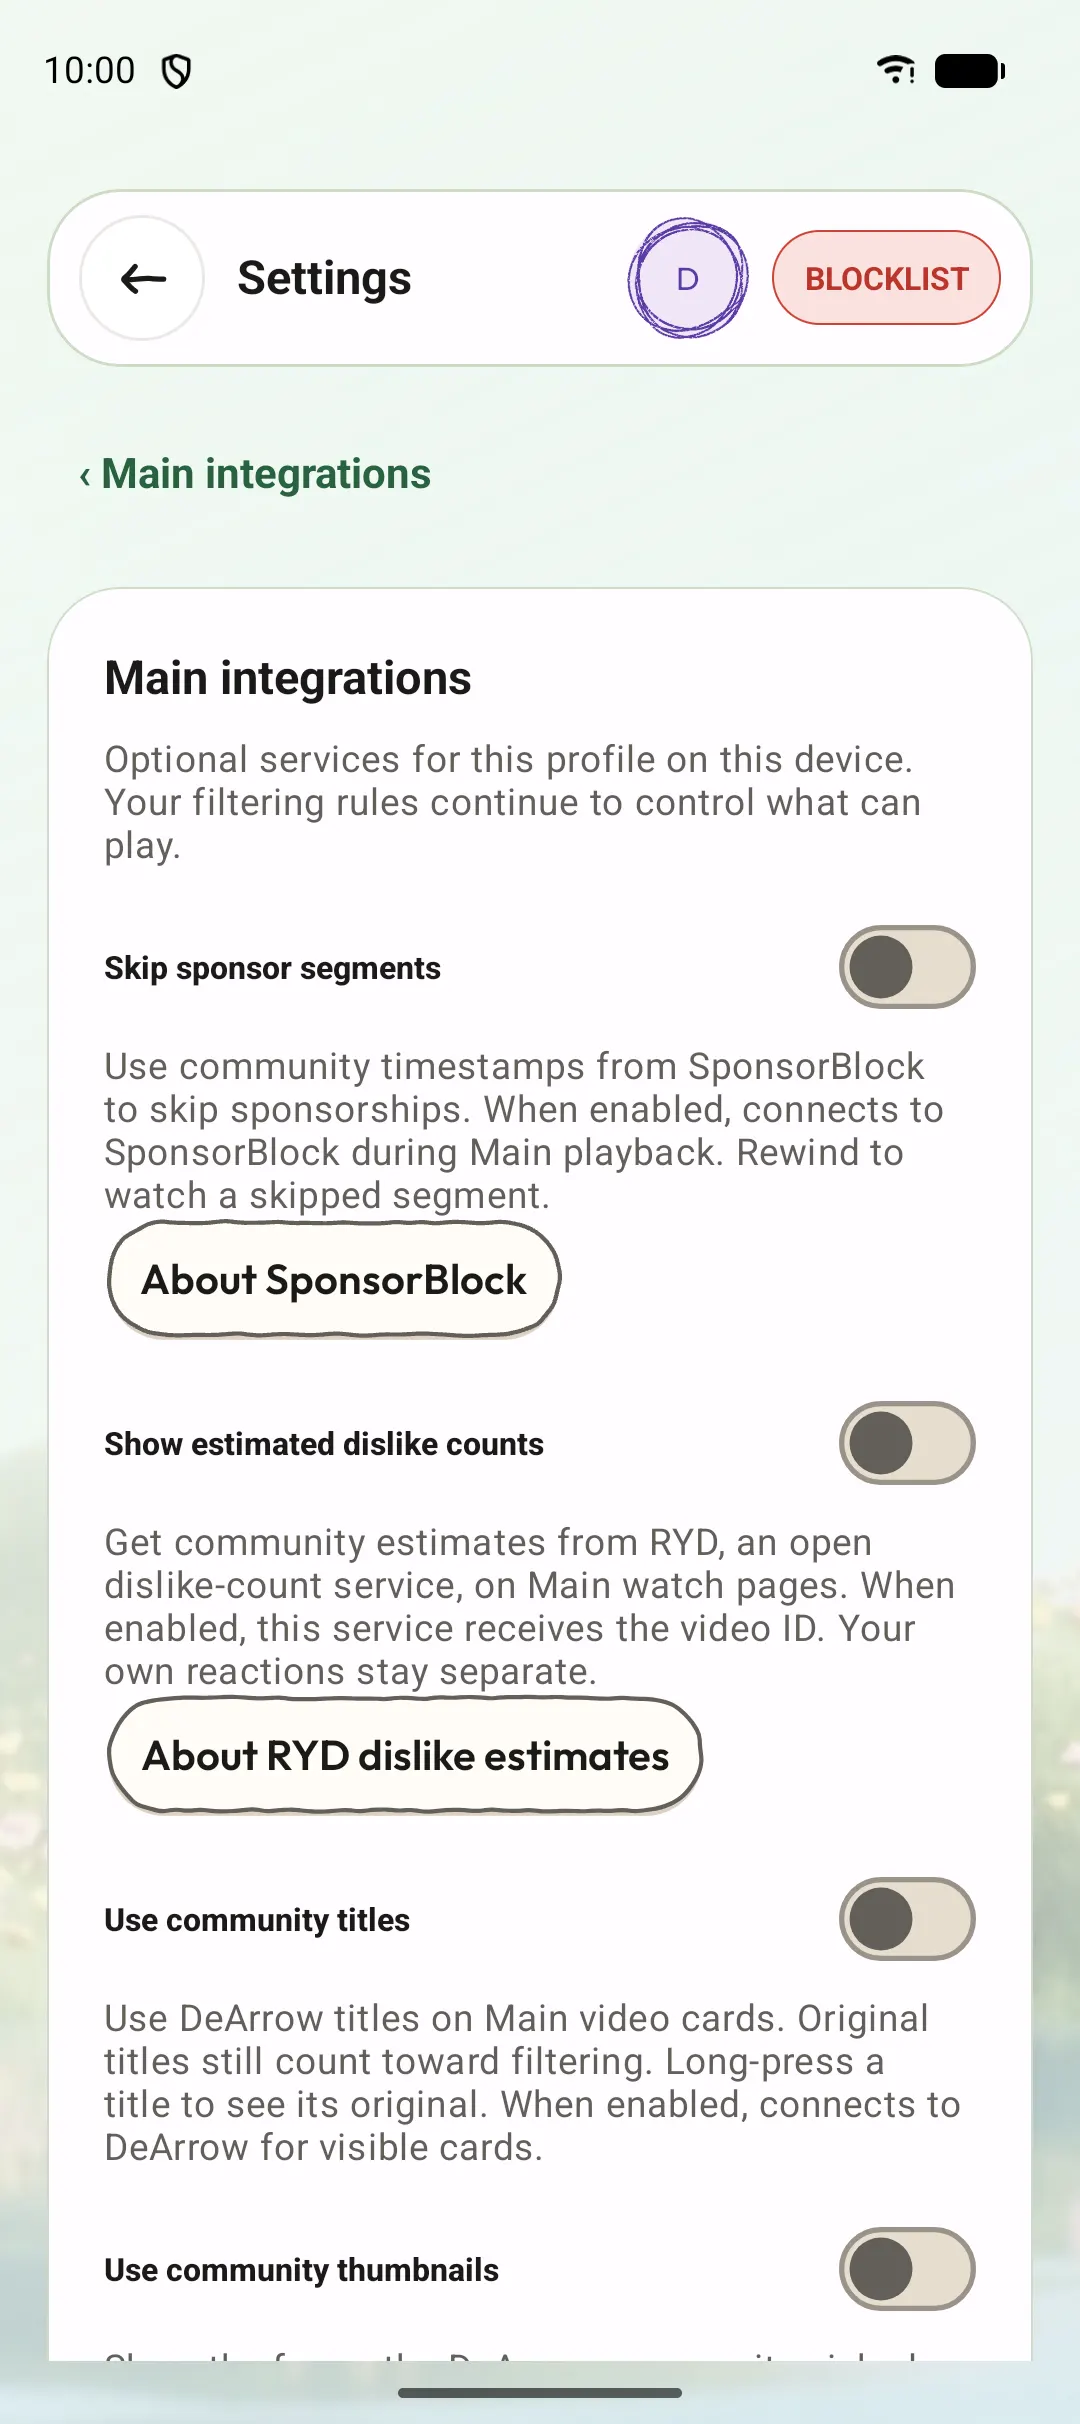 10:00
Settings
D
BLOCKLIST
‹ Main integrations
Main integrations
Optional services for this profile on this device.
Your filtering rules continue to control what can
play.
Skip sponsor segments
Use community timestamps from SponsorBlock
to skip sponsorships. When enabled, connects to
SponsorBlock during Main playback. Rewind to
watch a skipped segment.
About SponsorBlock
Show estimated dislike counts
Get community estimates from RYD, an open
dislike-count service, on Main watch pages. When
enabled, this service receives the video ID. Your
own reactions stay separate.
About RYD dislike estimates
Use community titles
Use DeArrow titles on Main video cards. Original
titles still count toward filtering. Long-press a
title to see its original. When enabled, connects to
DeArrow for visible cards.
Use community thumbnails